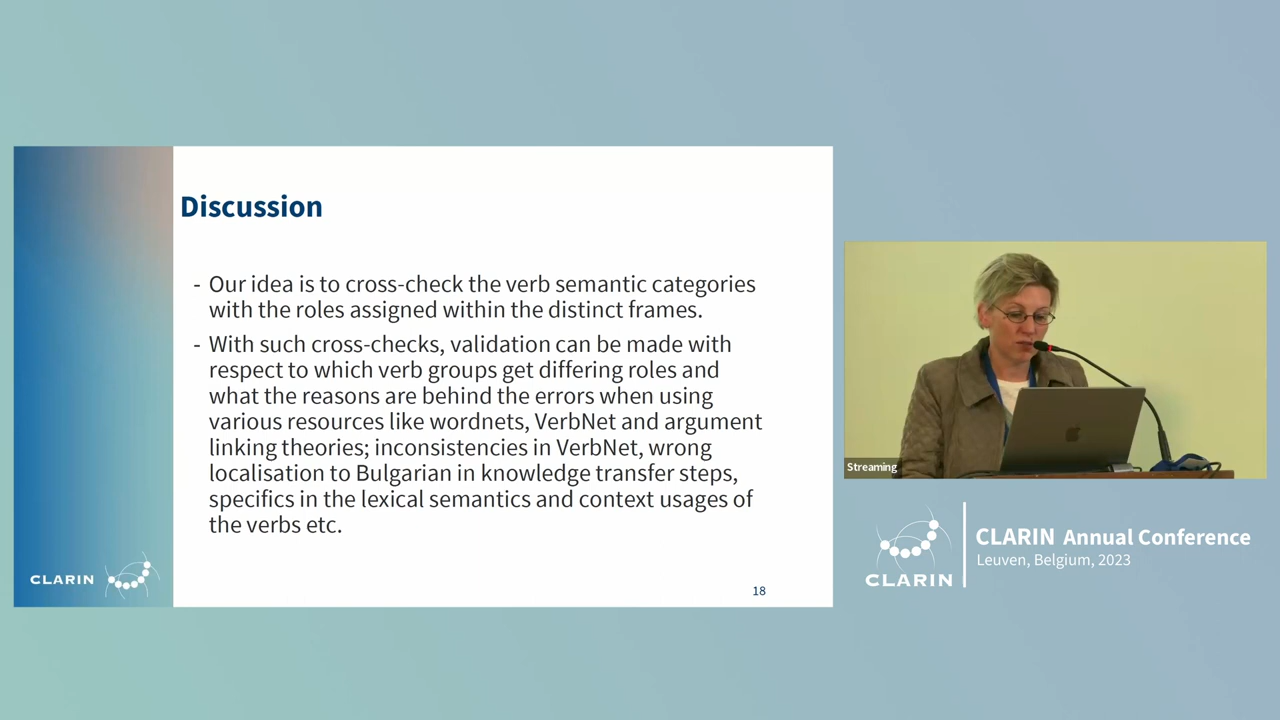 Discussion
- Our idea is to cross-check the verb semantic categories
with the roles assigned within the distinct frames.
- With such cross-checks, validation can be made with
respect to which verb groups get differing roles and
what the reasons are behind the errors when using
various resources like wordnets, VerbNet and argument
linking theories; inconsistencies in VerbNet, wrong
localisation to Bulgarian in knowledge transfer steps,
specifics in the lexical semantics and context usages of
the verbs etc.
CLARIN
18
Streaming
CLARIN
CLARIN Annual Conference
Leuven, Belgium, 2023